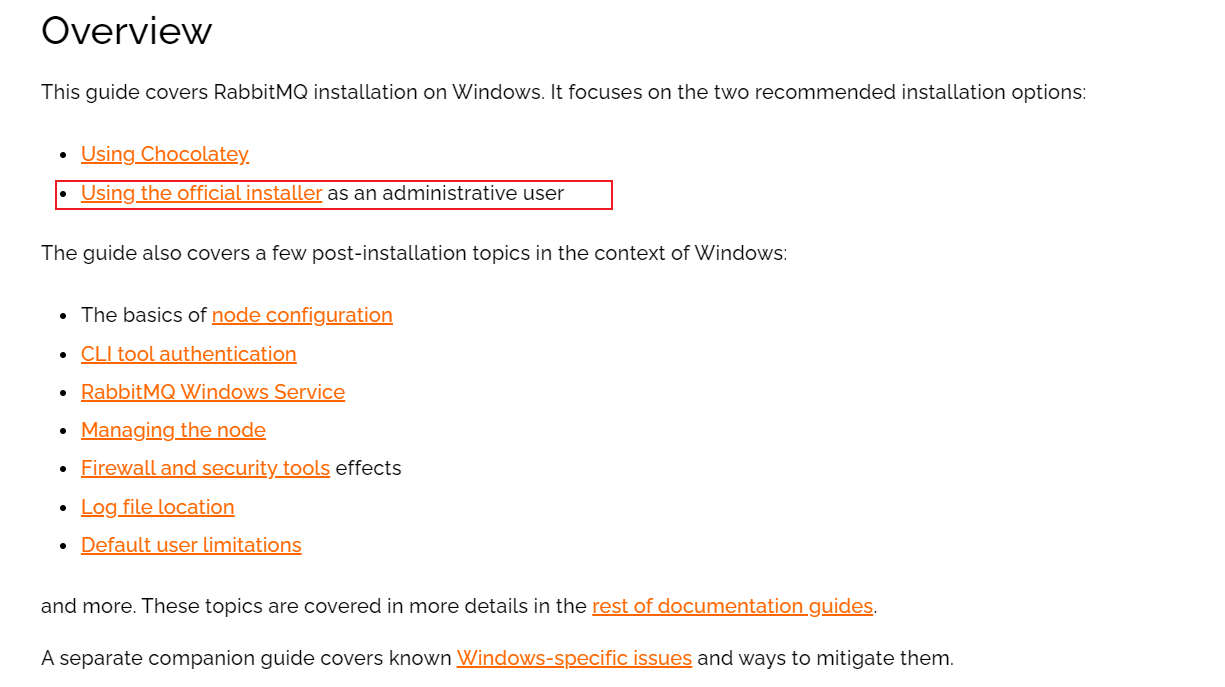 Overview
This guide covers RabbitMQ installation on Windows. It focuses on the two recommended installation options:
Using Chocolatey
Using the official installer as an administrative user
The guide also covers a few post-installation topics in the context of Windows:
The basics of node configuration
CLI tool authentication
RabbitMQ Windows Service
Managing the node
Firewall and security tools effects
Log file location
Default user limitations
and more. These topics are covered in more details in the rest of documentation guides.
A separate companion guide covers known Windows-specific issues and ways to mitigate them.